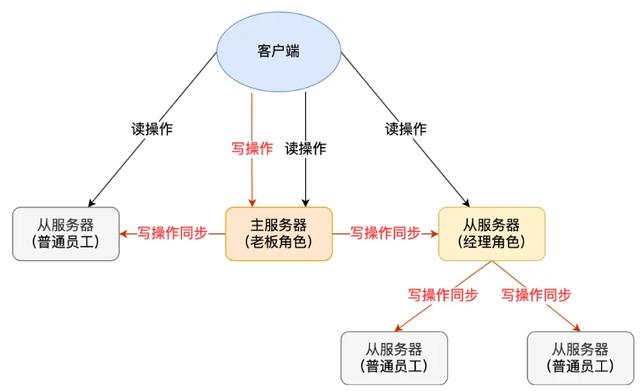 客户端
读操作
写操作
读操作
读操作
从服务器
(普通员工)
写操作同步
主服务器
(老板角色)
写操作同步
从服务器
(经理角色)
写操作同步
写操作同步
从服务器
(普通员工)
从服务器
(普通员工)